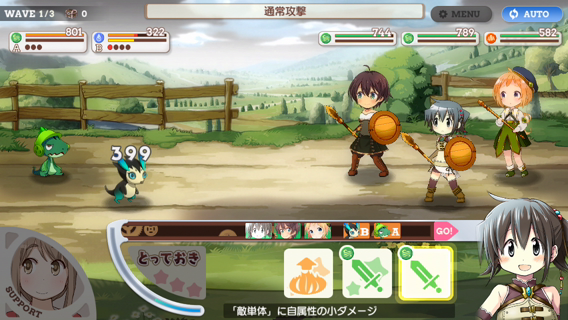 WAVE 1/3
0
通常攻撃
MENU
AUTO
801
A
322
B
744
789
582
399
B
A
GO!
とっておき
SUPPORT
「敵単体」に自属性の小ダメージ